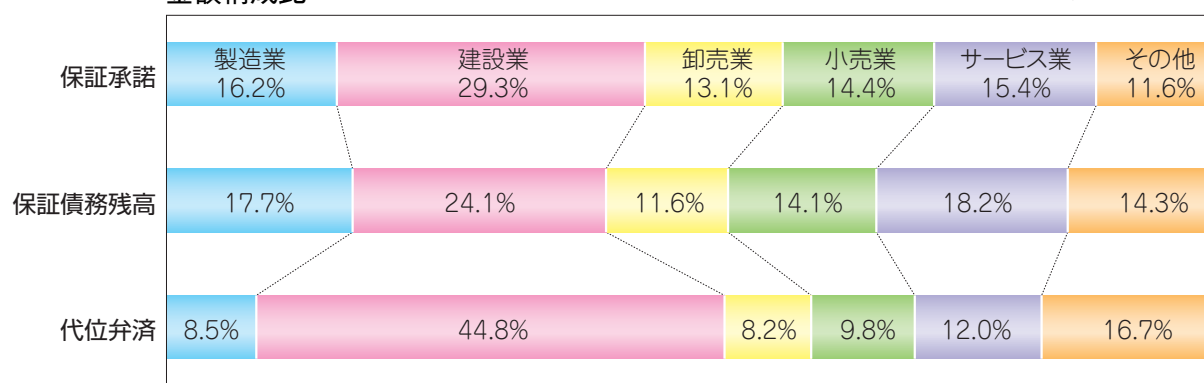 保証承諾
製造業
16.2%
建設業
29.3%
卸売業
13.1%
小売業
14.4%
サービス業
15.4%
その他
11.6%
保証債務残高
17.7%
24.1%
11.6%
14.1%
18.2%
14.3%
代位弁済
8.5%
44.8%
8.2%
9.8%
12.0%
16.7%